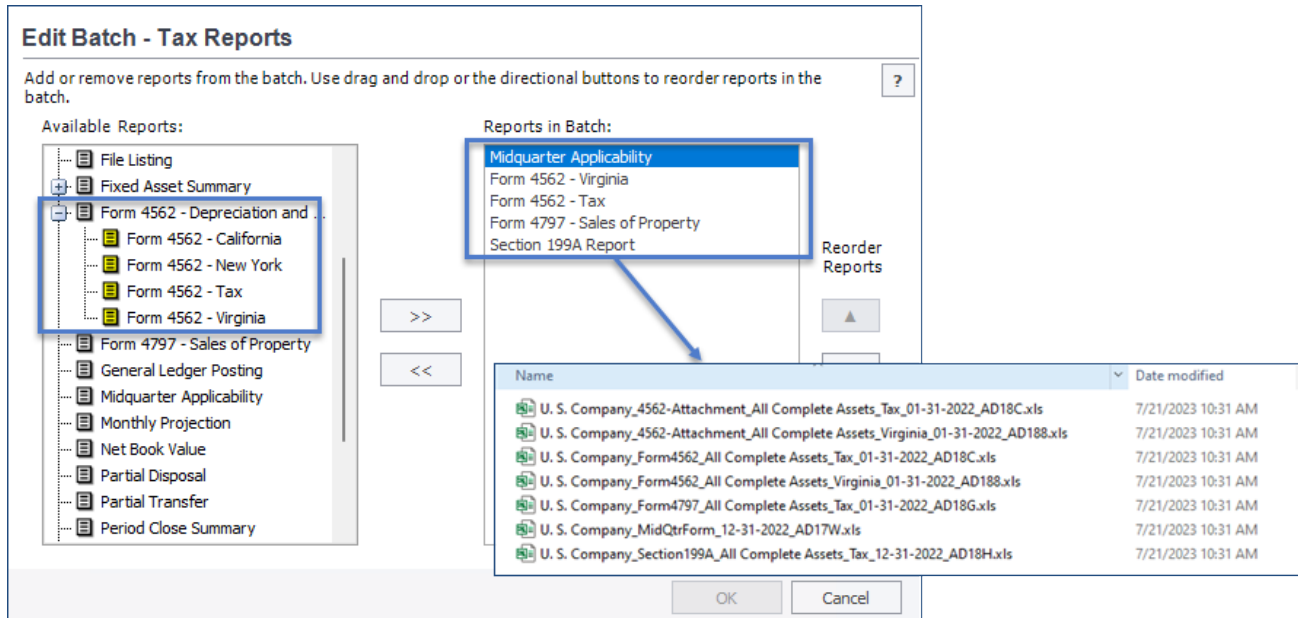 Edit Batch - Tax Reports
Add or remove reports from the batch. Use drag and drop or the directional buttons to reorder reports in the
batch.
?
Available Reports:
File Listing
Fixed Asset Summary
Form 4562 - Depreciation and ...
Form 4562 - California
Form 4562 - New York
Form 4562 - Tax
Form 4562 - Virginia
Form 4797 - Sales of Property
General Ledger Posting
Midquarter Applicability
Monthly Projection
Net Book Value
Partial Disposal
Partial Transfer
Period Close Summary
>>
<<
Reports in Batch:
Midquarter Applicability
Form 4562 - Virginia
Form 4562 - Tax
Form 4797 - Sales of Property
Section 199A Report
Reorder
Reports
Name Date modified
U. S. Company_4562-Attachment_All Complete Assets_Tax_01-31-2022_AD18C.xls 7/21/2023 10:31 AM
U. S. Company_4562-Attachment_All Complete Assets_Virginia_01-31-2022_AD188.xls 7/21/2023 10:31 AM
U. S. Company_Form4562_All Complete Assets_Tax_01-31-2022_AD18C.xls 7/21/2023 10:31 AM
U. S. Company_Form4562_All Complete Assets_Virginia_01-31-2022_AD188.xls 7/21/2023 10:31 AM
U. S. Company_Form4797_All Complete Assets_Tax_01-31-2022_AD18G.xls 7/21/2023 10:31 AM
U. S. Company_MidQtrForm_12-31-2022_AD17W.xls 7/21/2023 10:31 AM
U. S. Company_Section199A_All Complete Assets_Tax_12-31-2022_AD18H.xls 7/21/2023 10:31 AM
OK
Cancel